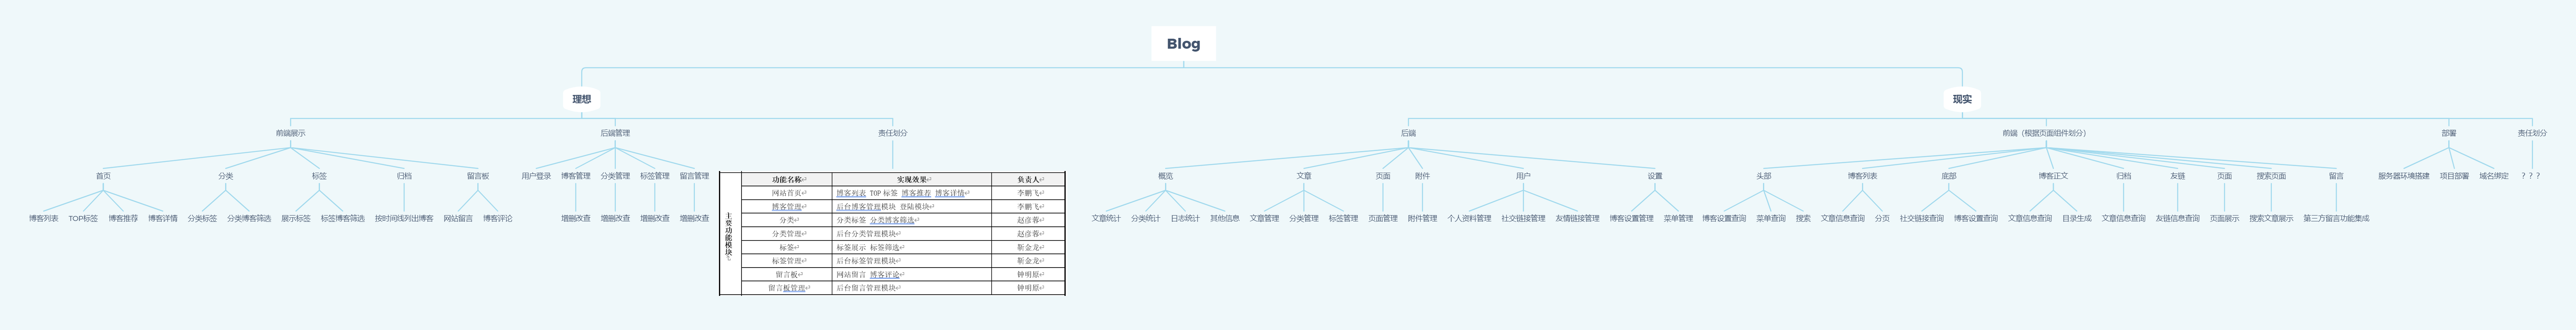 Blog
理想 现实
前端展示 后端管理 责任划分 后端 前端（根据页面组件划分） 部署 责任划分
首页 分类 标签 归档 留言板 用户登录 博客管理 分类管理 标签管理 留言管理 概览 文章 页面 附件 用户 设置 头部 博客列表 底部 博客正文 归档 友链 页面 搜索页面 留言 服务器环境搭建 项目部署 域名绑定 ？？？
博客列表 TOP标签 博客推荐 博客详情 分类标签 分类博客筛选 展示标签 标签博客筛选 按时间线列出博客 网站留言 博客评论 增删改查 增删改查 增删改查 增删改查 文章统计 分类统计 日志统计 其他信息 文章管理 分类管理 标签管理 页面管理 附件管理 个人资料管理 社交链接管理 友情链接管理 博客设置管理 菜单管理 博客设置查询 菜单查询 搜索 文章信息查询 分页 社交链接查询 博客设置查询 文章信息查询 目录生成 文章信息查询 友链信息查询 页面展示 搜索文章展示 第三方留言功能集成
主要功能模块
功能名称 实现效果 负责人
网站首页 博客列表 TOP 标签 博客推荐 博客详情 李鹏飞
博客管理 后台博客管理模块 登陆模块 李鹏飞
分类 分类标签 分类博客筛选 赵彦蓉
分类管理 后台分类管理模块 赵彦蓉
标签 标签展示 标签筛选 靳金龙
标签管理 后台标签管理模块 靳金龙
留言板 网站留言 博客评论 钟明原
留言板管理 后台留言管理模块 钟明原